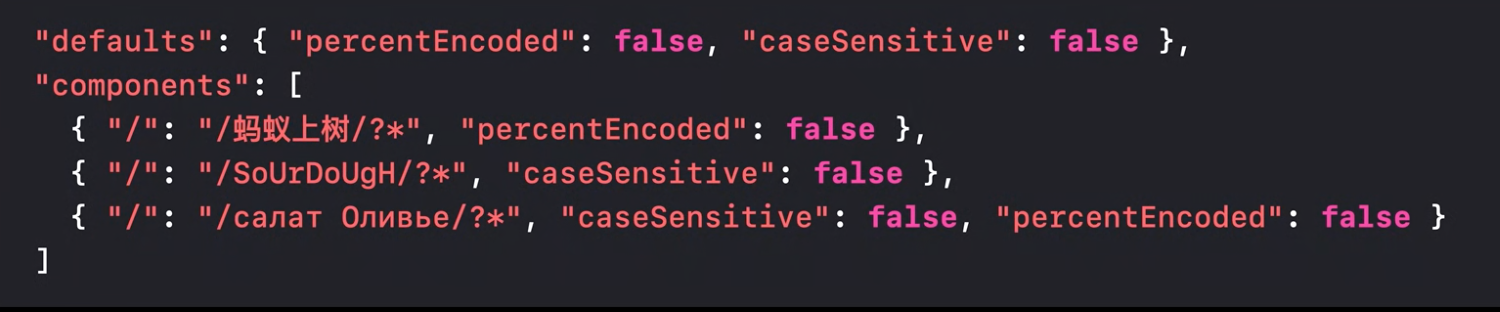 "defaults": { "percentEncoded": false, "caseSensitive": false },
"components": [
  { "/": "/蚂蚁上树/?*", "percentEncoded": false },
  { "/": "/SoUrDoUgH/?*", "caseSensitive": false },
  { "/": "/салат Оливье/?*", "caseSensitive": false, "percentEncoded": false }
]